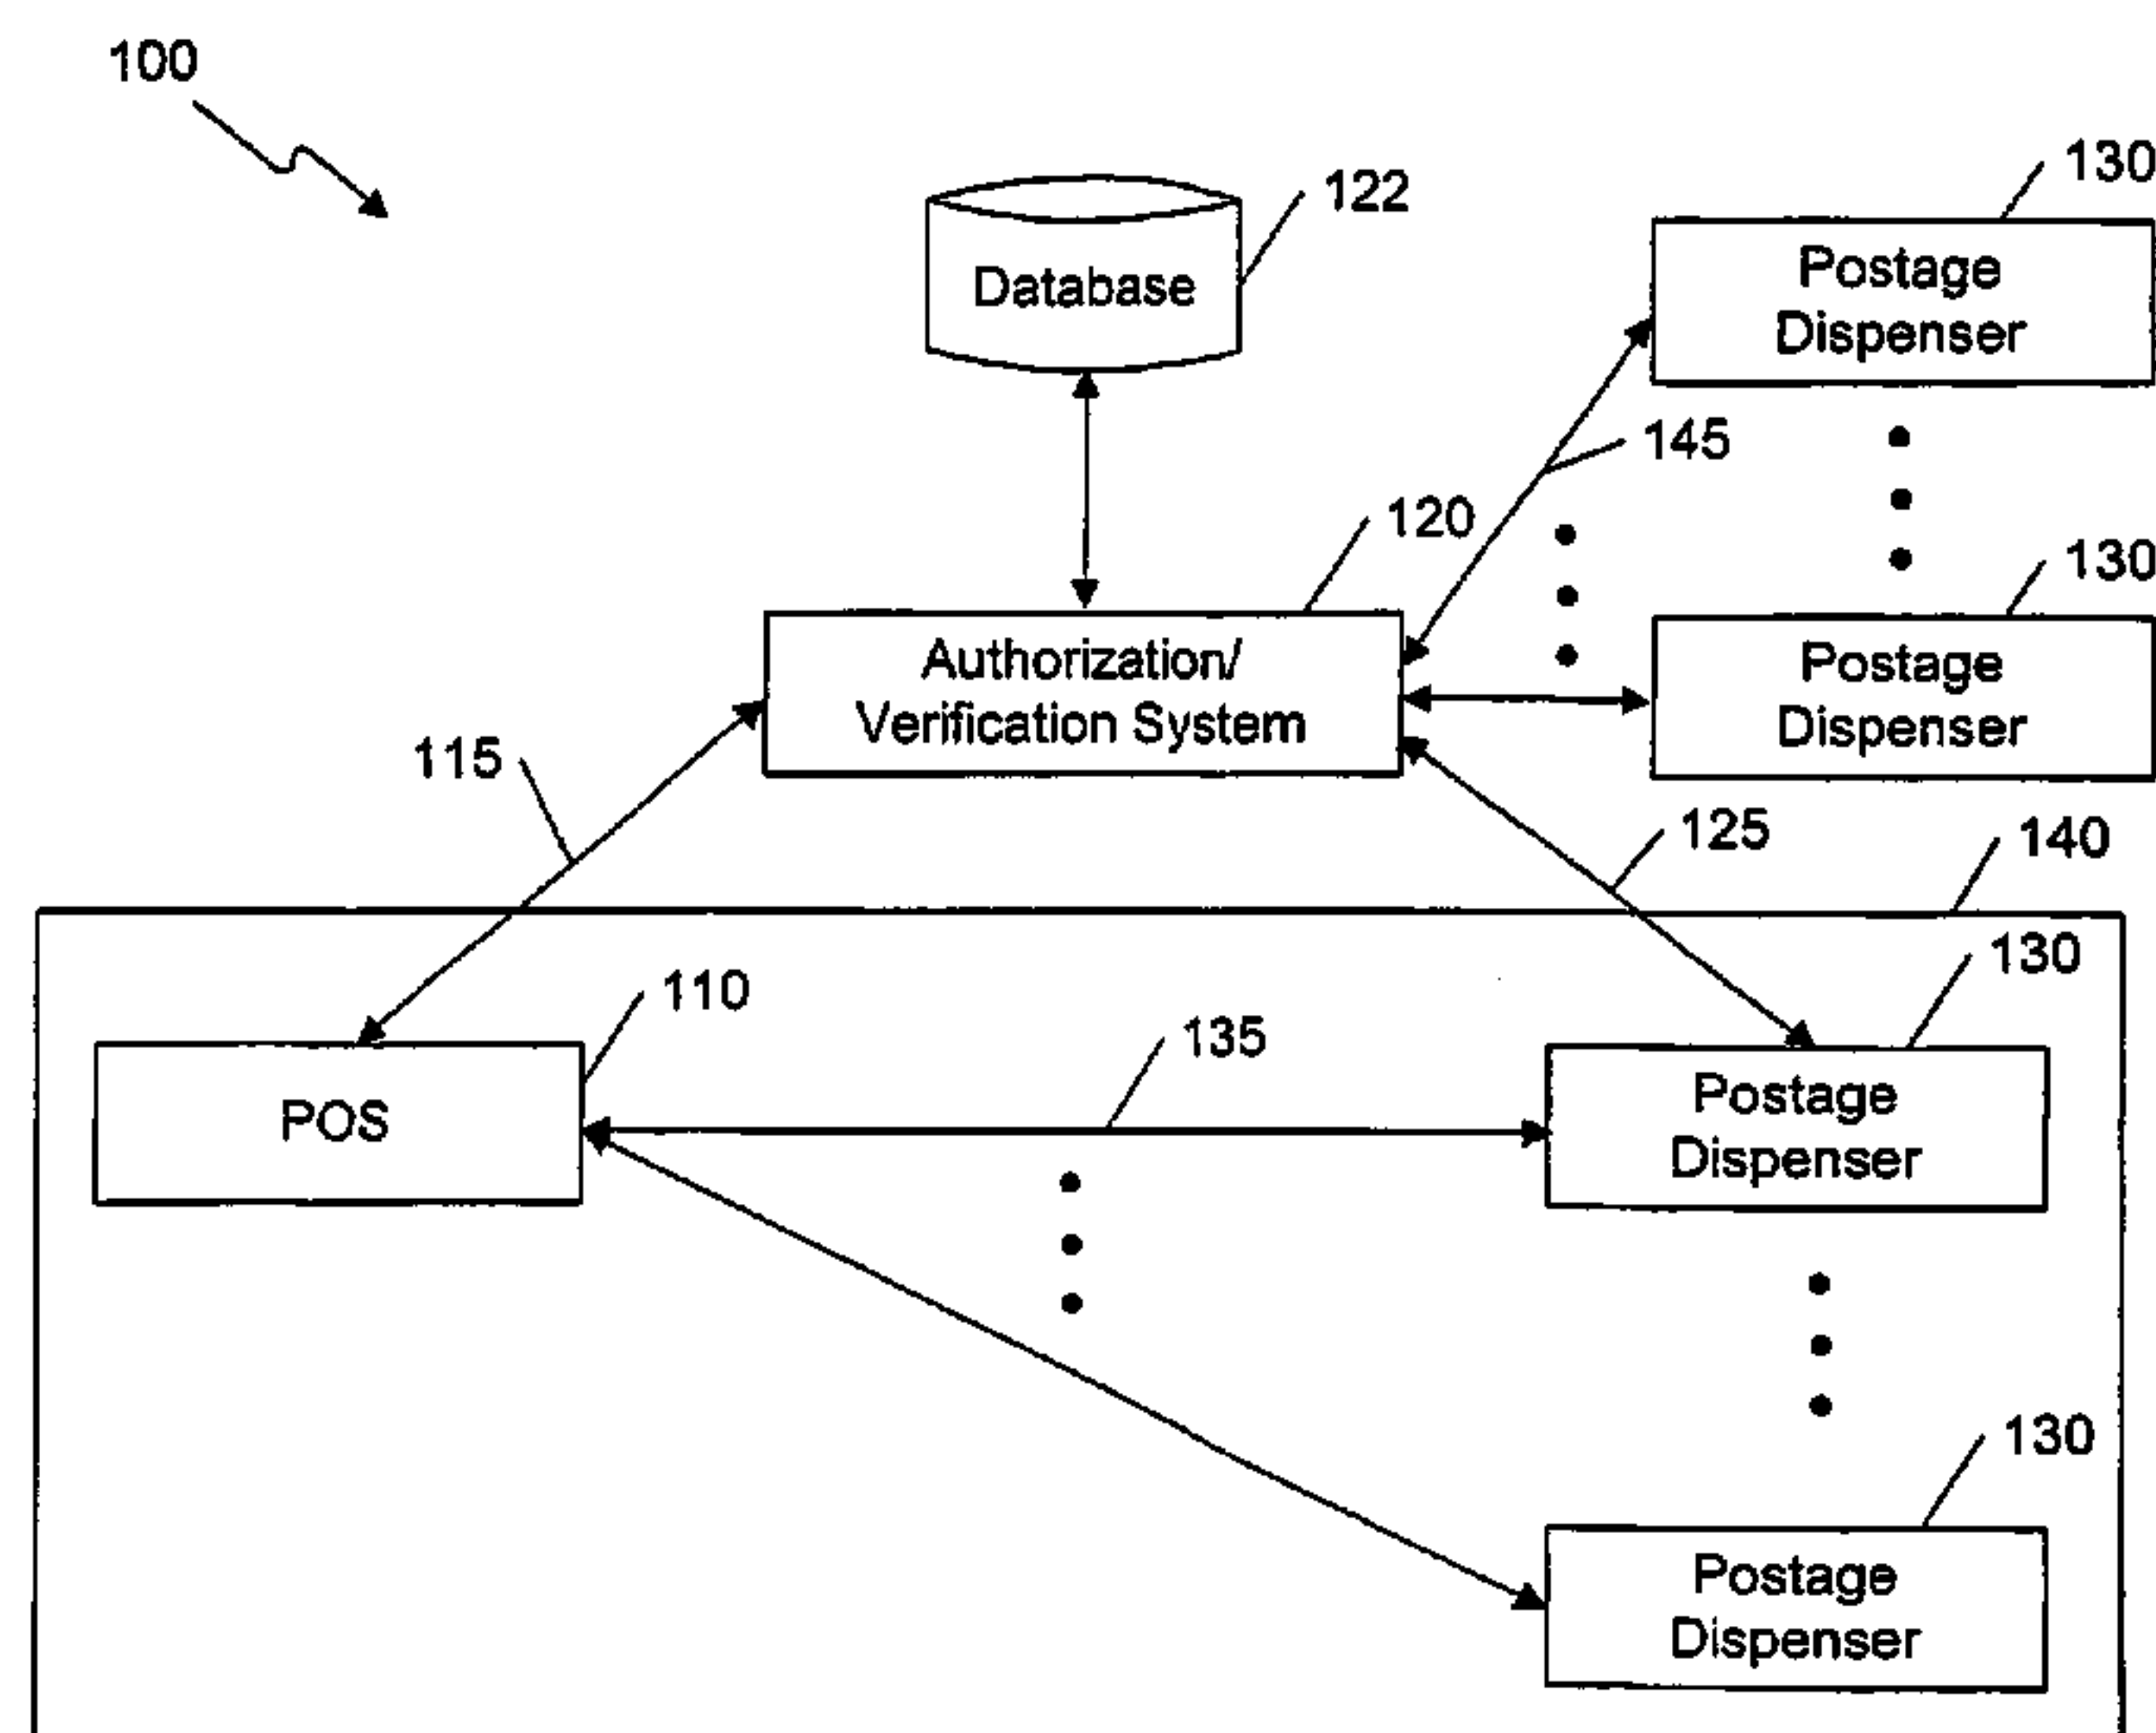 100
130
122
Postage
Dispenser
Database
145
120
130
Authorization/
Verification System
Postage
Dispenser
115
125
140
130
110
135
POS
Postage
Dispenser
130
Postage
Dispenser